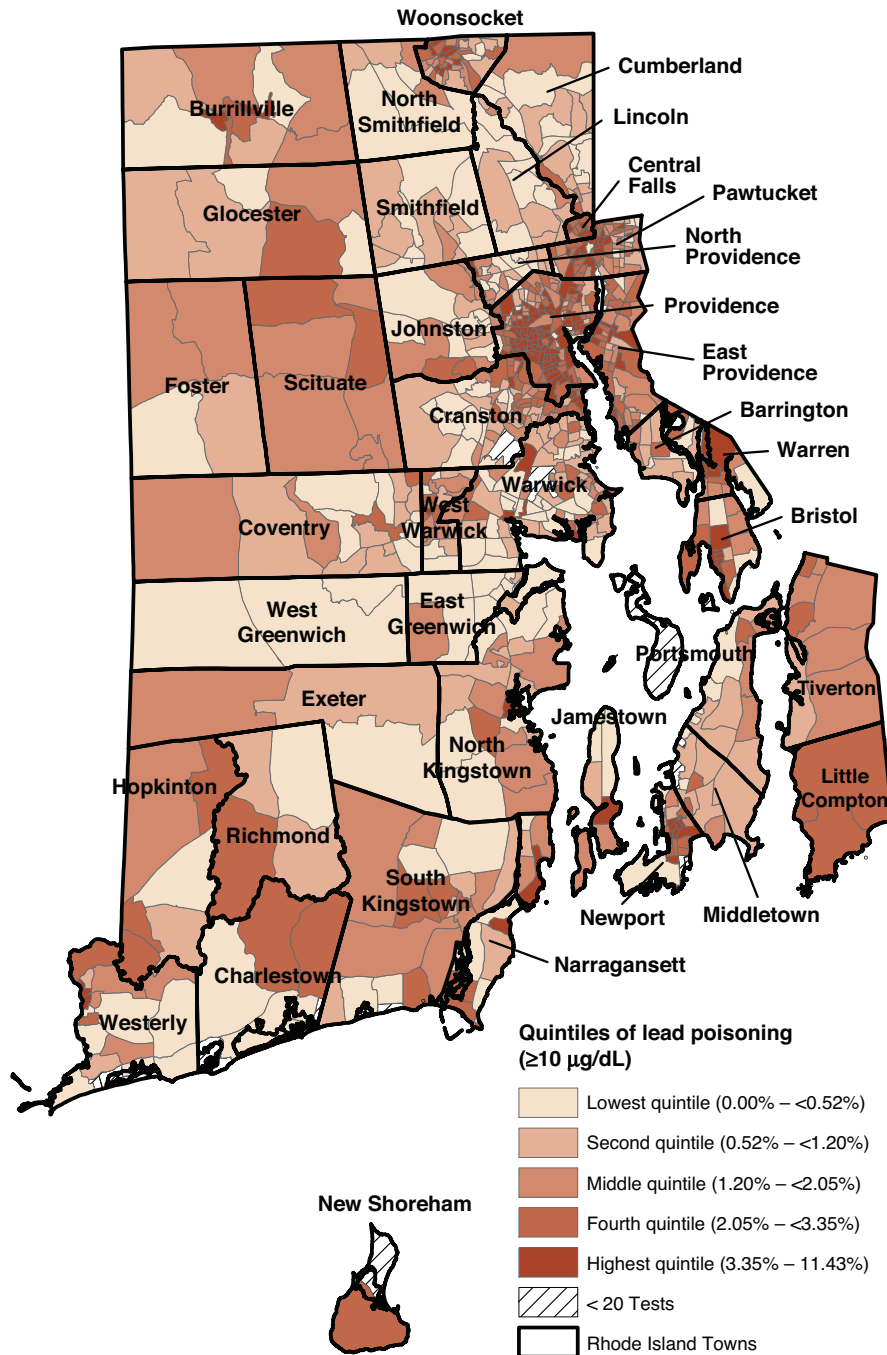 Woonsocket
Cumberland
Burrillville
North
Smithfield
Lincoln
Central
Falls
Pawtucket
Glocester
Smithfield
North
Providence
Providence
Johnston
East
Providence
Foster
Scituate
Barrington
Cranston
Warren
Warwick
West
Warwick
Bristol
Coventry
West
Greenwich
East
Greenwich
Portsmouth
Tiverton
Exeter
Jamestown
North
Kingstown
Hopkinton
Little
Compton
Richmond
South
Kingstown
Newport
Middletown
Narragansett
Charlestown
Westerly
Quintiles of lead poisoning
(≥10 μg/dL)
Lowest quintile (0.00% – <0.52%)
Second quintile (0.52% – <1.20%)
Middle quintile (1.20% – <2.05%)
Fourth quintile (2.05% – <3.35%)
Highest quintile (3.35% – 11.43%)
< 20 Tests
Rhode Island Towns
New Shoreham